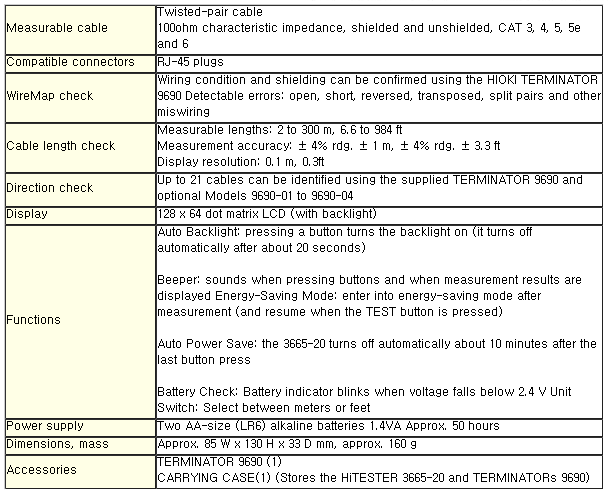 Measurable cable
Twisted-pair cable
100ohm characteristic impedance, shielded and unshielded, CAT 3, 4, 5, 5e
and 6
Compatible connectors
RJ-45 plugs
WireMap check
Wiring condition and shielding can be confirmed using the HIOKI TERMINATOR
9690 Detectable errors: open, short, reversed, transposed, split pairs and other
miswiring
Cable length check
Measurable lengths: 2 to 300 m, 6.6 to 984 ft
Measurement accuracy: ± 4% rdg. ± 1 m, ± 4% rdg. ± 3.3 ft
Display resolution: 0.1 m, 0.3ft
Direction check
Up to 21 cables can be identified using the supplied TERMINATOR 9690 and
optional Models 9690-01 to 9690-04
Display
128 x 64 dot matrix LCD (with backlight)
Functions
Auto Backlight: pressing a button turns the backlight on (it turns off
automatically after about 20 seconds)
Beeper: sounds when pressing buttons and when measurement results are
displayed Energy-Saving Mode: enter into energy-saving mode after
measurement (and resume when the TEST button is pressed)
Auto Power Save: the 3665-20 turns off automatically about 10 minutes after the
last button press
Battery Check: Battery indicator blinks when voltage falls below 2.4 V Unit
Switch: Select between meters or feet
Power supply
Two AA-size (LR6) alkaline batteries 1.4VA Approx. 50 hours
Dimensions, mass
Approx. 85 W x 130 H x 33 D mm, approx. 160 g
Accessories
TERMINATOR 9690 (1)
CARRYING CASE(1) (Stores the HiTESTER 3665-20 and TERMINATORs 9690)